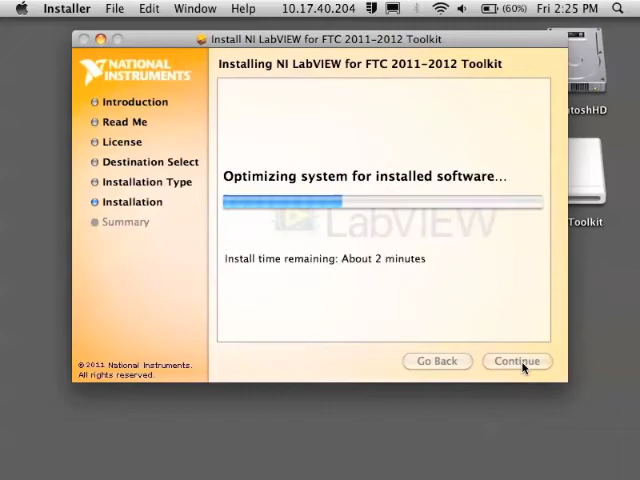 Installer File Edit Window Help 10.17.40.204 (60%) Fri 2:25 PM
Install NI LabVIEW for FTC 2011-2012 Toolkit
NATIONAL
INSTRUMENTS
Installing NI LabVIEW for FTC 2011-2012 Toolkit
Introduction
Read Me
License
Destination Select
Installation Type
Installation
Summary
Optimizing system for installed software...
LabVIEW
Install time remaining: About 2 minutes
Go Back Continue
© 2011 National Instruments.
All rights reserved.
ntoshHD
Toolkit